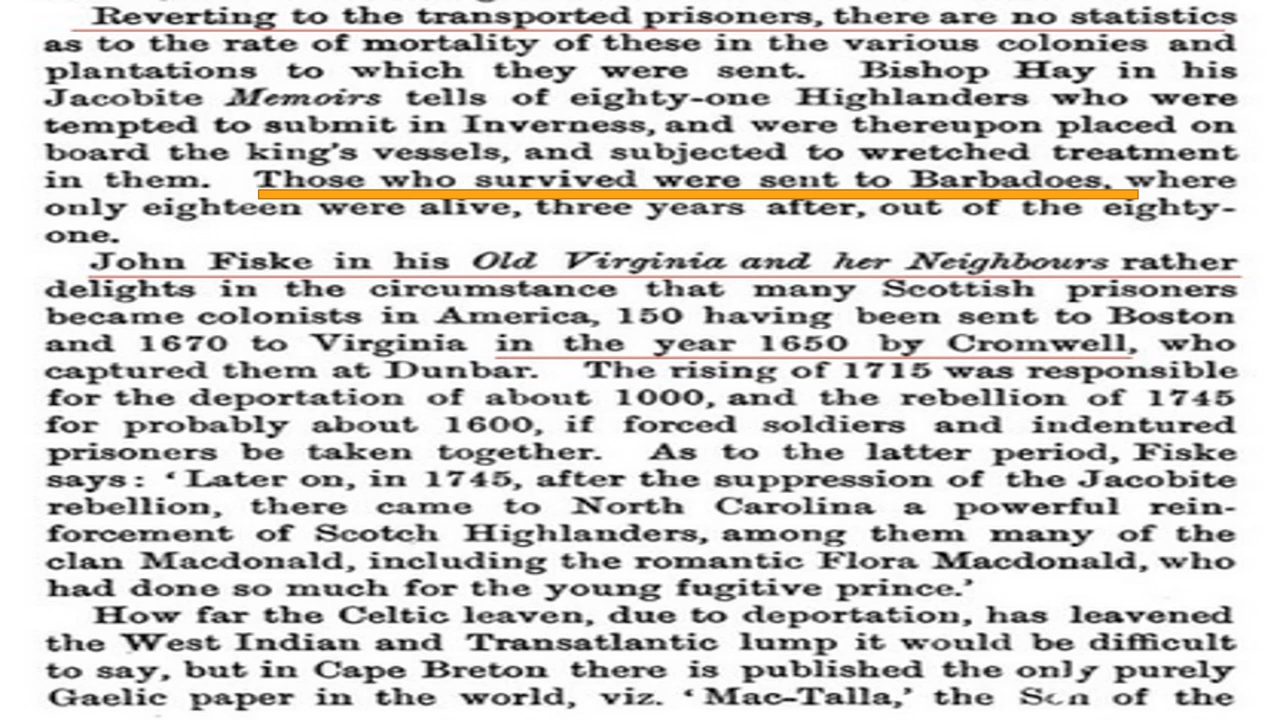 Reverting to the transported prisoners, there are no statistics
as to the rate of mortality of these in the various colonies and
plantations to which they were sent. Bishop Hay in his
Jacobite Memoirs tells of eighty-one Highlanders who were
tempted to submit in Inverness, and were thereupon placed on
board the king's vessels, and subjected to wretched treatment
in them. Those who survived were sent to Barbadoes, where
only eighteen were alive, three years after, out of the eighty-
one.
John Fiske in his Old Virginia and her Neighbours rather
delights in the circumstance that many Scottish prisoners
became colonists in America, 150 having been sent to Boston
and 1670 to Virginia in the year 1650 by Cromwell, who
captured them at Dunbar. The rising of 1715 was responsible
for the deportation of about 1000, and the rebellion of 1745
for probably about 1600, if forced soldiers and indentured
prisoners be taken together. As to the latter period, Fiske
says: ‘Later on, in 1745, after the suppression of the Jacobite
rebellion, there came to North Carolina a powerful rein-
forcement of Scotch Highlanders, among them many of the
clan Macdonald, including the romantic Flora Macdonald, who
had done so much for the young fugitive prince.’
How far the Celtic leaven, due to deportation, has leavened
the West Indian and Transatlantic lump it would be difficult
to say, but in Cape Breton there is published the only purely
Gaelic paper in the world, viz. ‘Mac-Talla,’ the of the